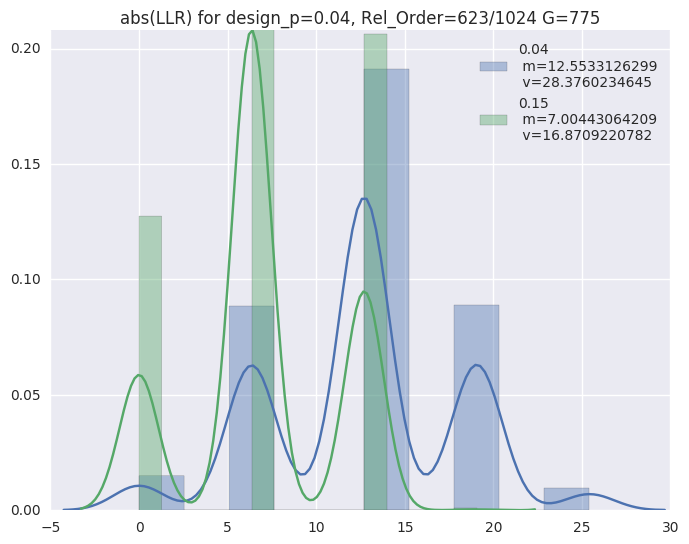 abs(LLR) for design_p=0.04, Rel_Order=623/1024 G=775
0.04
m=12.5533126299
v=28.3760234645
0.15
m=7.00443064209
v=16.8709220782
0.20
0.15
0.10
0.05
0.00
−5 0 5 10 15 20 25 30